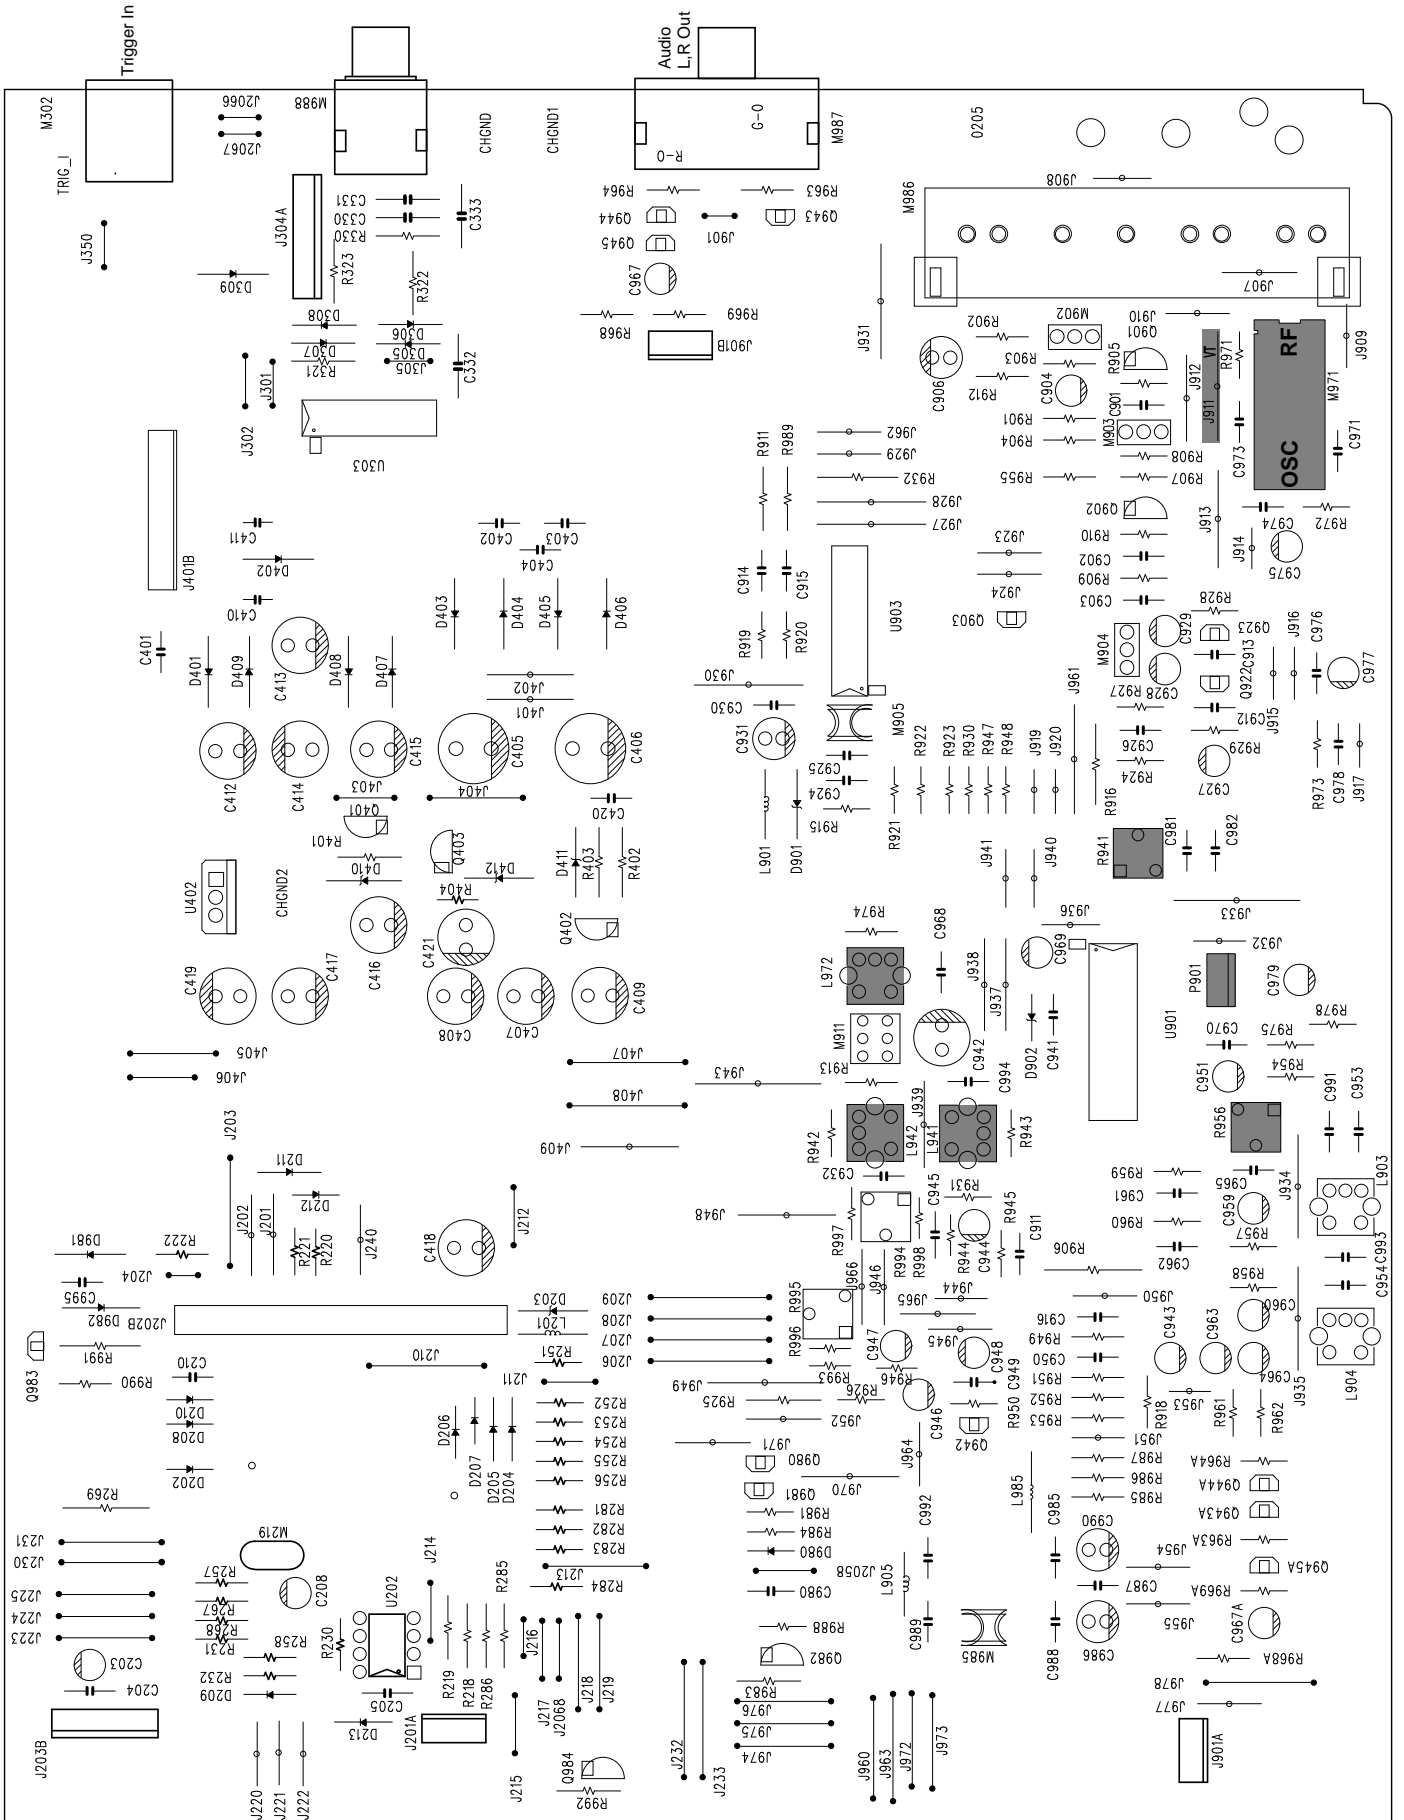 Trigger In
Audio
L,R Out
M302
J2066
J2067
M988
CHGND
CHGND1
R-O
G-O
M987
0205
TRIG_I
J350
J304A
C331
C330
R330
C333
R964
R963
Q944
Q945
J901
Q943
J908
M986
D309
R323
R322
C967
J907
D308
D307
R321
D306
D305
J305
C332
R968
R969
J901B
J931
R902
M902
J910
Q901
R903
R905
C906
R912
C904
C901
J912
VT
J911
R971
RF
OSC
M971
J909
J301
J302
U303
R901
R904
M903
R911
R989
J962
J929
R932
J928
J927
R955
R908
R907
C973
C971
J401B
C411
D402
C410
C402
C403
C404
Q902
R910
C902
R909
C903
J913
J914
C974
R972
C975
J923
J924
Q903
C914
C915
U903
D403
D404
D405
D406
C401
D401
D409
C413
D408
D407
R919
R920
J930
C930
C931
M905
J402
J401
R928
Q923
C929
M904
C913
R927
C928
Q922
J916
C976
C977
J961
C912
J915
C926
R924
R929
C927
R916
R973
C978
J917
C412
C414
C415
C405
C406
J403
J404
Q401
R401
C420
C925
C924
R915
R921
R922
R923
R930
R947
R948
J919
J920
L901
D901
D410
Q403
D412
D411
R403
R402
R404
U402
CHGND2
J941
J940
R941
C981
C982
C416
C421
Q402
R974
L972
C968
J936
C969
J933
J932
P901
C979
C419
C417
C408
C407
C409
J938
J937
M911
C942
D902
C941
U901
C970
R975
R978
R954
C951
J405
J406
J407
J408
J409
J943
R913
J939
C994
R942
L942
L941
R943
R956
C991
C953
J203
D211
D212
J202
J201
R221
R220
J240
C418
J212
C932
C945
R931
R945
C911
R959
C961
R960
C962
C965
C959
R957
J934
L903
J948
R997
R994
R998
R944
C944
R906
R958
C960
C993
C954
D981
R222
J204
C995
D982
J202B
D203
L201
R251
J209
J208
J207
J206
R995
R996
J966
J946
J944
J965
J945
J950
C916
R949
C950
R951
R952
R953
J951
C943
C963
C964
J935
L904
Q983
R991
R990
C210
D210
D208
D202
J210
J211
R993
C947
R946
C948
C949
J949
R925
R926
J952
C946
R950
Q942
R918
J953
R961
R962
D206
D207
D205
D204
R252
R253
R254
R255
R256
R281
R282
R283
J213
R284
J971
Q980
J970
J964
Q981
R981
R984
D980
J2058
C980
C992
L905
C989
L985
R987
R986
R985
C985
C990
R964A
Q944A
Q943A
R963A
Q945A
R969A
C967A
R968A
R269
J231
J230
M219
R257
C208
J225
J224
J223
R267
R268
R231
R258
R232
D209
C203
C204
R230
U202
J214
R285
C205
R219
R218
R286
J216
J217
J2068
J218
J219
J954
C987
J955
R988
Q982
M985
C988
C986
J978
J977
J203B
J220
J221
J222
D213
J201A
J215
Q984
R992
J232
J233
R983
J976
J975
J974
J960
J963
J972
J973
J901A